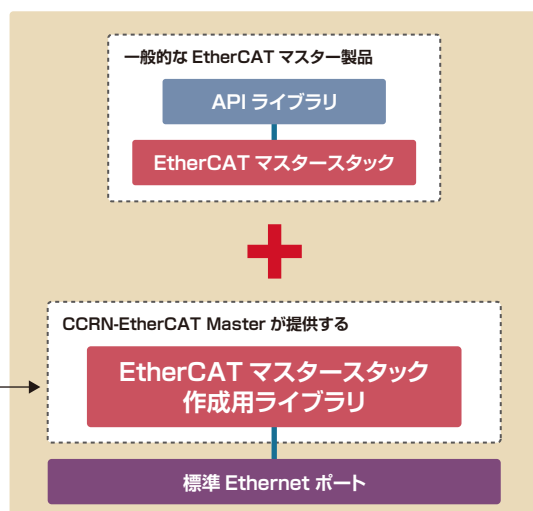 一般的な EtherCAT マスター製品
API ライブラリ
EtherCAT マスタースタック
CCRN-EtherCAT Master が提供する
EtherCAT マスタースタック
作成用ライブラリ
標準 Ethernet ポート